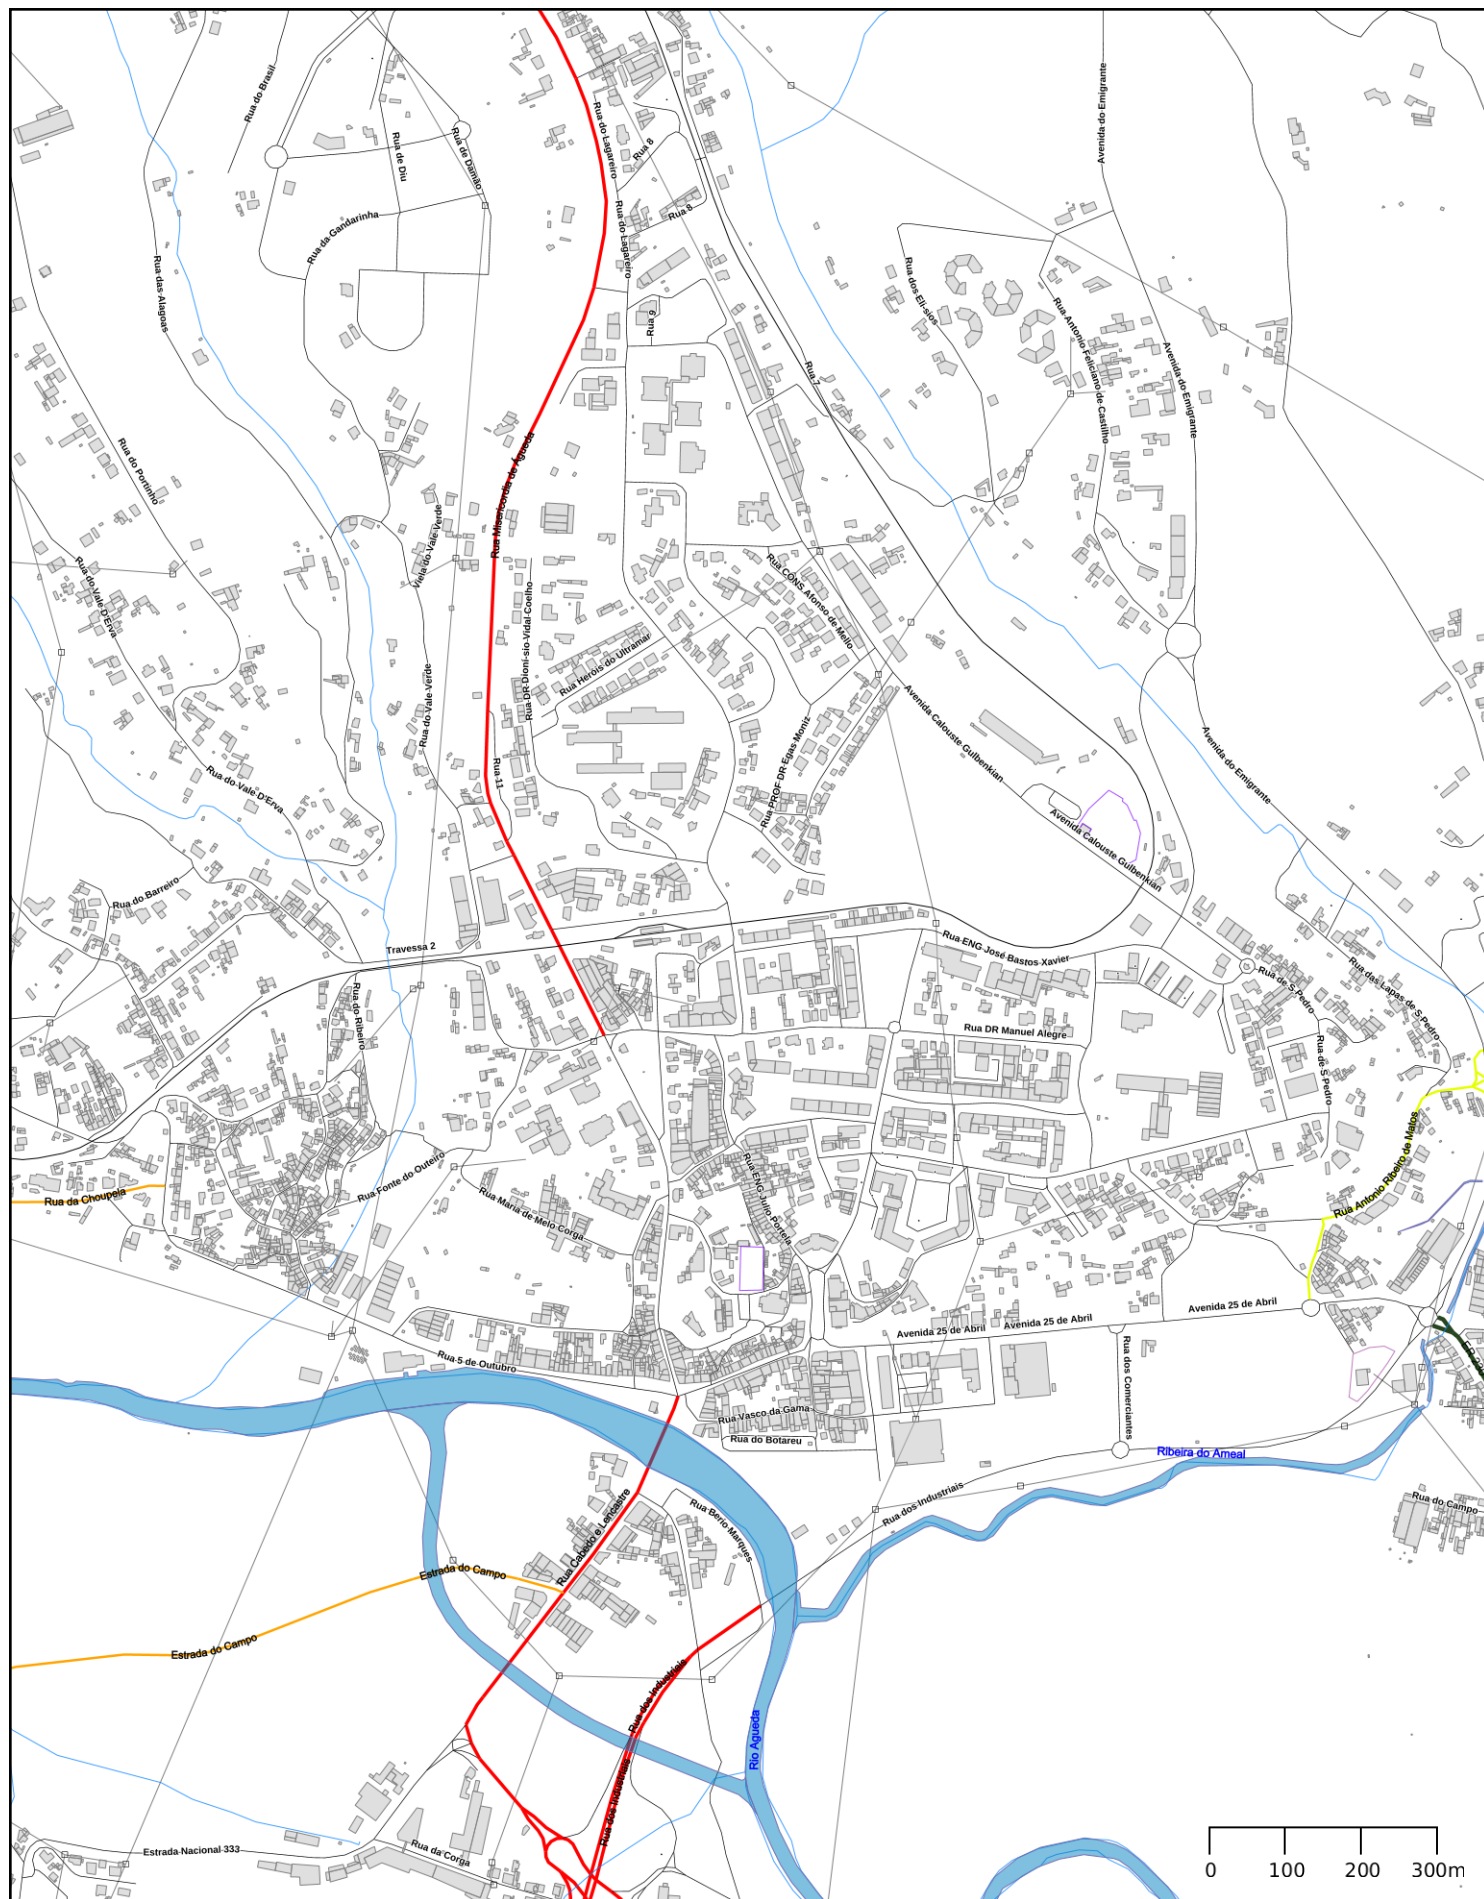 Rua do Brasil
Avenida do Emigrante
Rua do Lagareiro
Rua 8
Rua de Diu
Rua de Damão
Rua da Gandarinha
Rua 8
Rua do Lagareiro
Rua das Alagoas
Rua dos Elí-sios
Rua 9
Rua Antonio Feliciano de Castilho
Rua 7
Avenida do Emigrante
Rua do Portinho
Rua Misericordia de Águeda
Viela do Vale Verde
Rua do Vale D'Erva
Rua CONS Afonso de Mello
Rua DR Dioní-sio Vidal Coelho
Rua Herois do Ultramar
Rua do Vale Verde
Avenida Calouste Gulbenkian
Rua PROF DR Egas Moniz
Rua 11
Rua do Vale D'Erva
Avenida do Emigrante
Avenida Calouste Gulbenkian
Rua do Barreiro
Travessa 2
Rua ENG José Bastos Xavier
Rua de S Pedro
Rua das Lapas de S Pedro
Rua do Ribeiro
Rua DR Manuel Alegre
Rua de S Pedro
Rua Antonio Ribeiro de Matos
Rua Fonte do Outeiro
Rua da Choupela
Rua Maria de Melo Corga
Rua ENG Julio Portela
Avenida 25 de Abril
Avenida 25 de Abril
Avenida 25 de Abril
Rua 5 de Outubro
Rua dos Comerciantes
Rua Vasco da Gama
Rua do Botareu
Ribeira do Ameal
Rua dos Industriais
Rua do Campo
Rua Berio Marques
Rua Cabedo e Lencastre
Estrada do Campo
Estrada do Campo
Rua dos Industriais
Rio Agueda
Rua dos Industriais
Estrada Nacional 333
Rua da Corga
0 100 200 300m